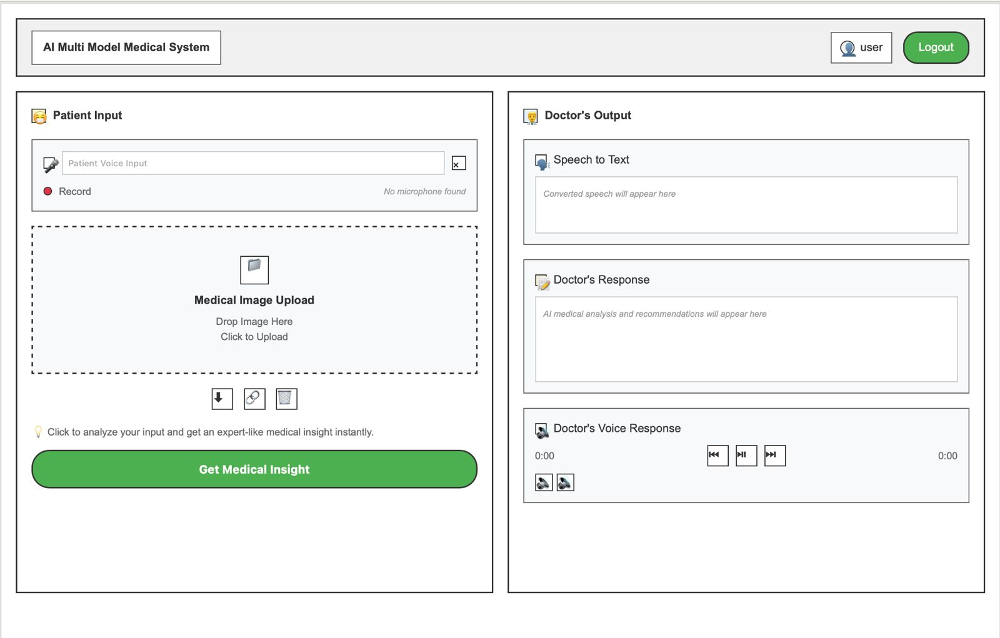 AI Multi Model Medical System
user
Logout
Patient Input
Patient Voice Input
x
Record
No microphone found
Medical Image Upload
Drop Image Here
Click to Upload
Click to analyze your input and get an expert-like medical insight instantly.
Get Medical Insight
Doctor's Output
Speech to Text
Converted speech will appear here
Doctor's Response
AI medical analysis and recommendations will appear here
Doctor's Voice Response
0:00
0:00